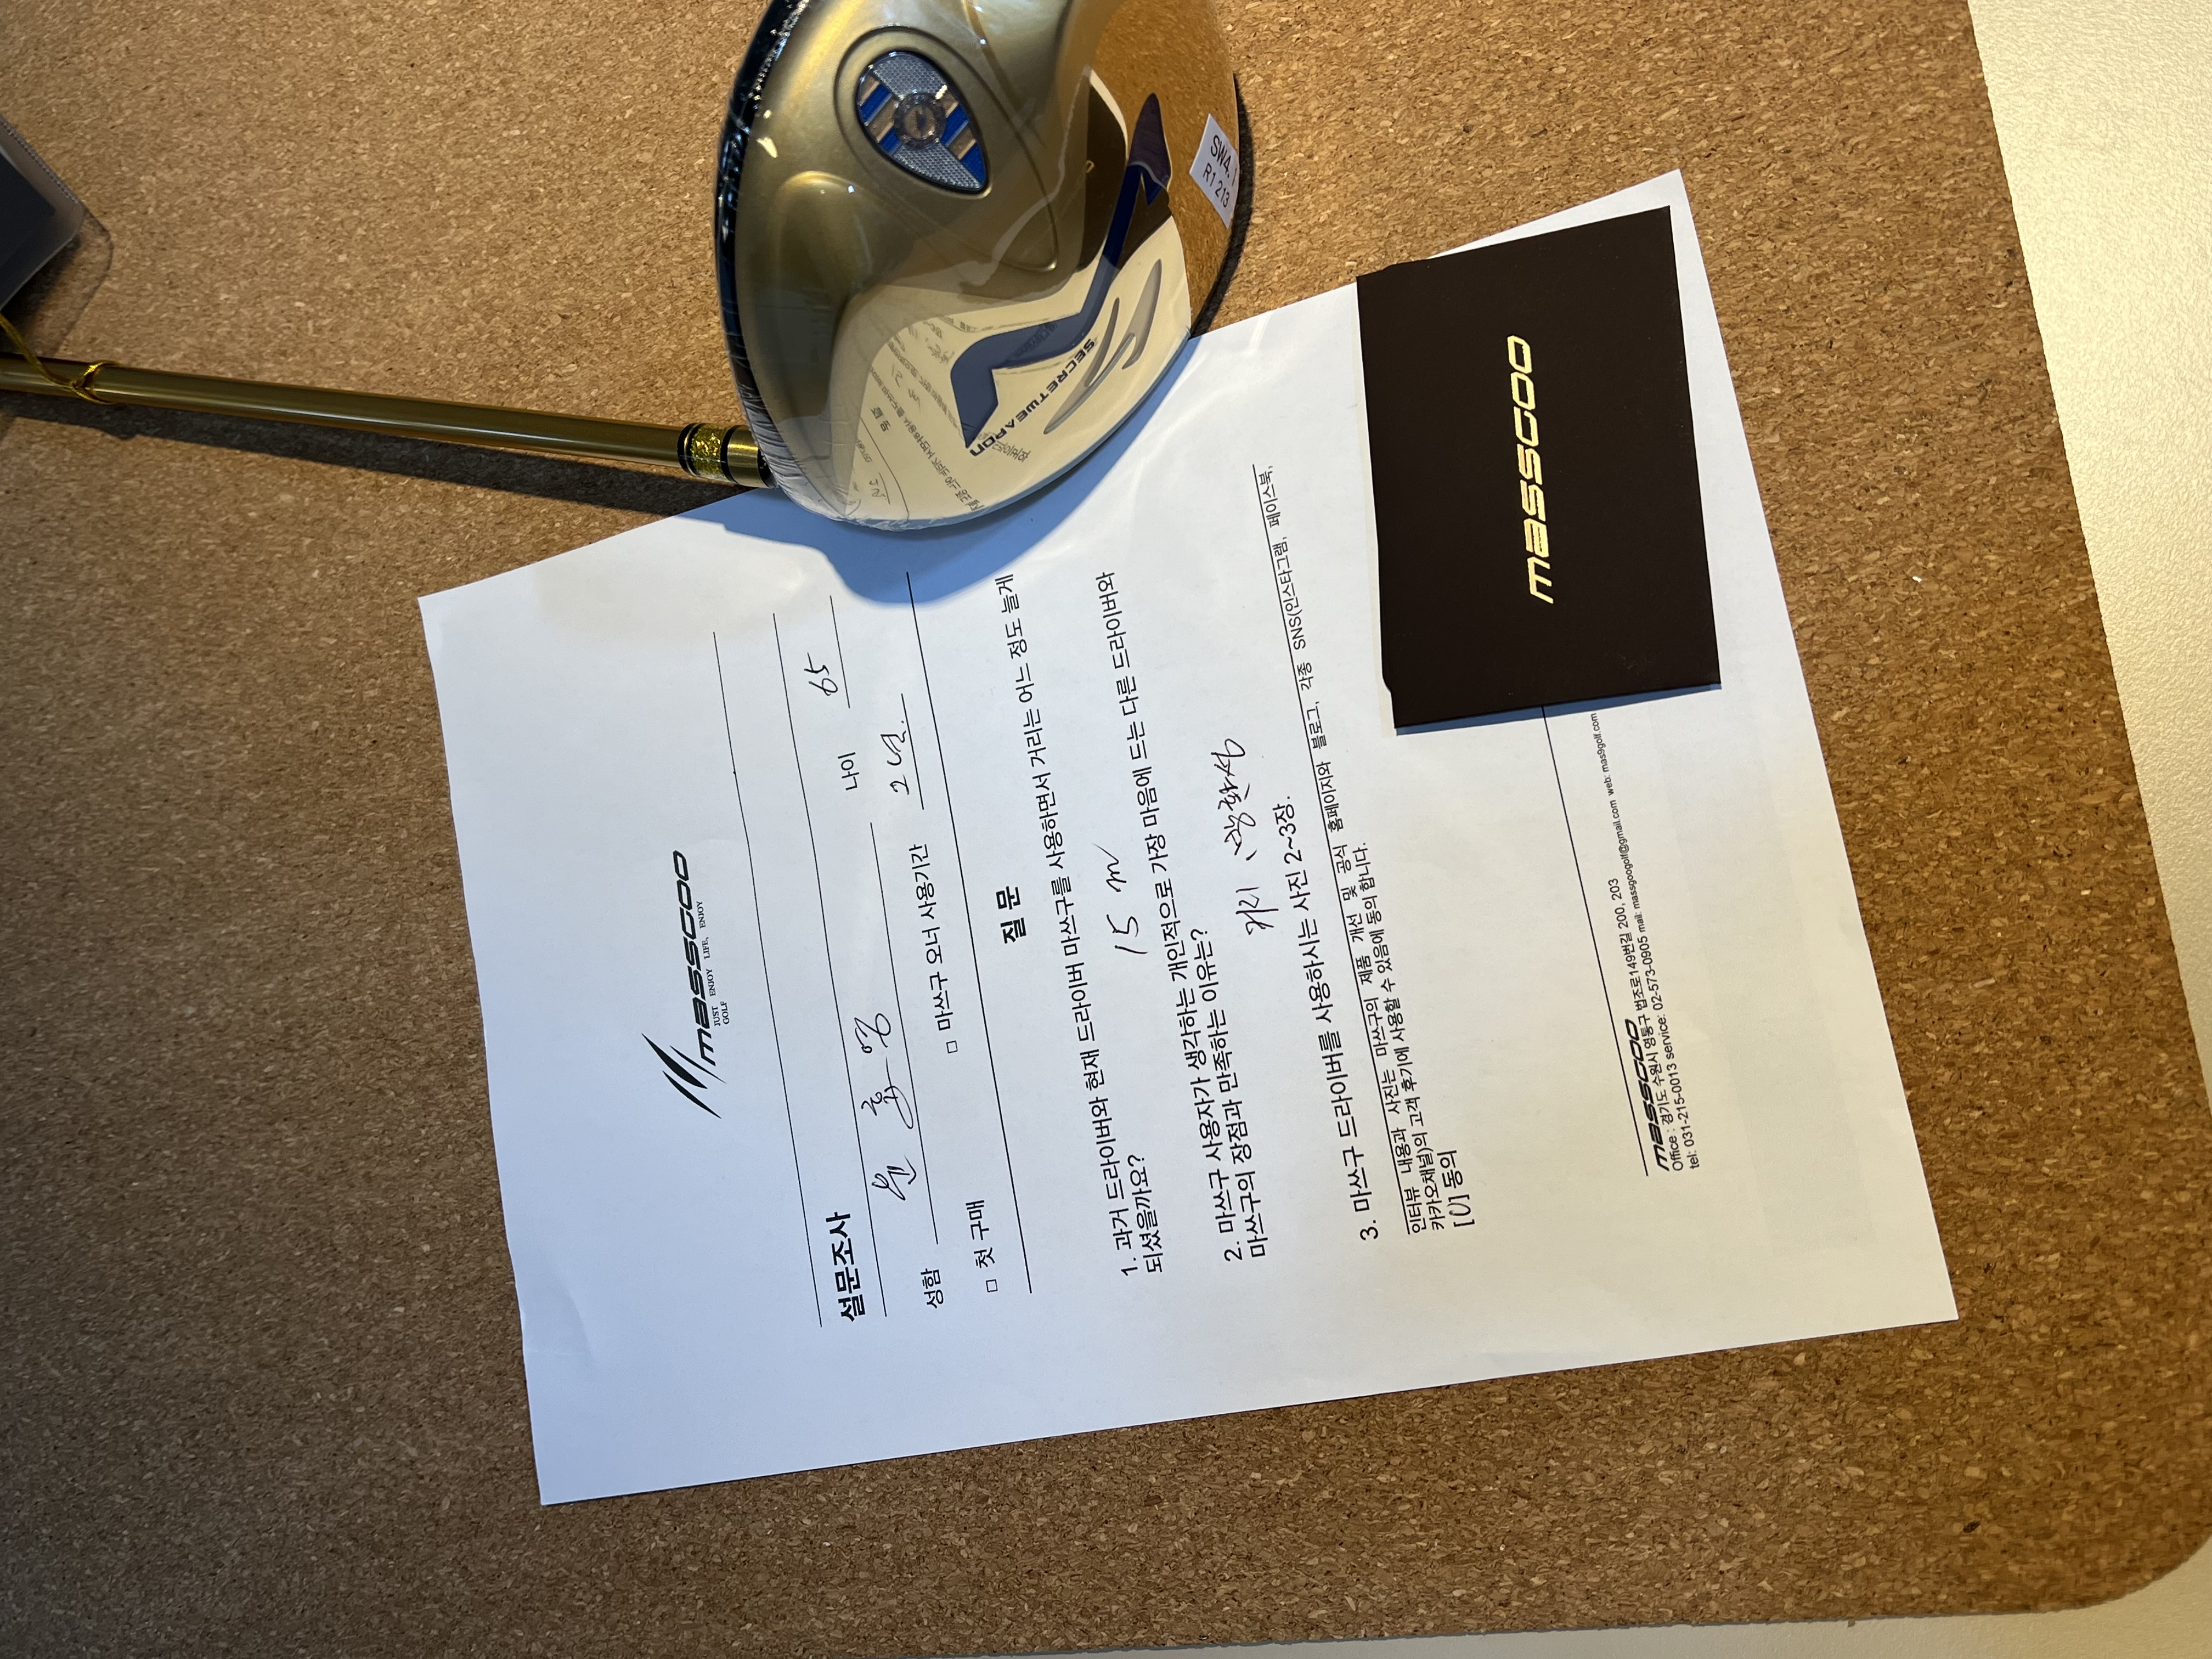 massgoo
JUST ENJOY LIFE, ENJOY
GOLF
설문조사
성함 윤 흥 영 나이 65
□ 첫 구매 □ 마쓰구 오너 사용기간 2년.
질 문
1. 과거 드라이버와 현재 드라이버 마쓰구를 사용하면서 거리는 어느 정도 늘게
되셨을까요?
15 m
2. 마쓰구 사용자가 생각하는 개인적으로 가장 마음에 드는 다른 드라이버와
마쓰구의 장점과 만족하는 이유는?
거리, 방향성
3. 마쓰구 드라이버를 사용하시는 사진 2~3장.
인터뷰 내용과 사진는 마쓰구의 제품 개선 및 공식 홈페이지와 블로그, 각종 SNS(인스타그램, 페이스북,
카카오채널)의 고객 후기에 사용할 수 있음에 동의 합니다.
[O] 동의
massgoo
Office : 경기도 수원시 영통구 법조로149번길 200, 203
tel: 031-215-0013 service: 02-573-0905 mail: massgoogolf@gmail.com web: mas9golf.com
massgoo
SECRETWEAPON
SW4.1
R1 213